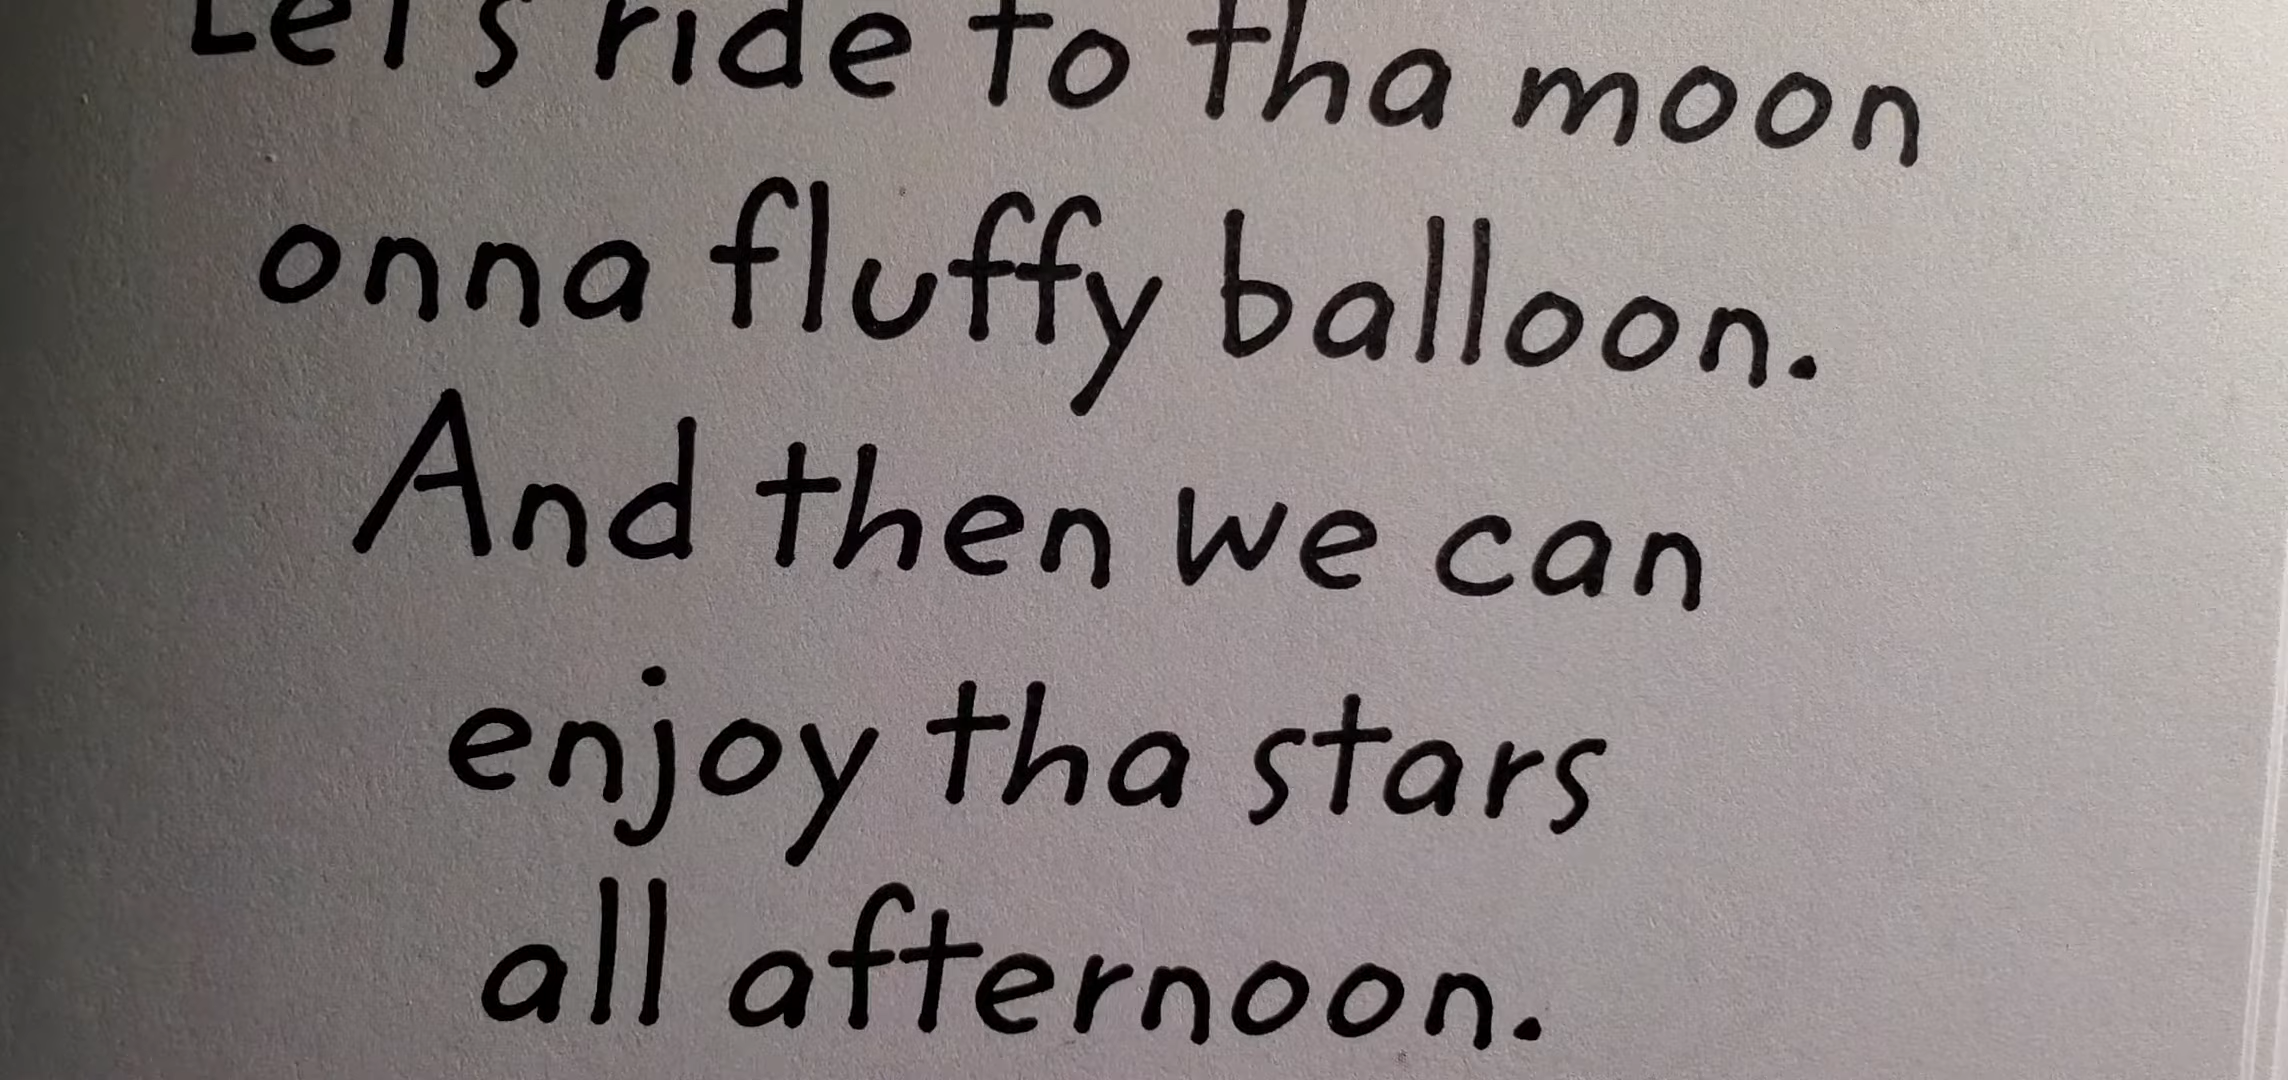 Let's ride to tha moon
onna fluffy balloon.
And then we can
enjoy tha stars
all afternoon.